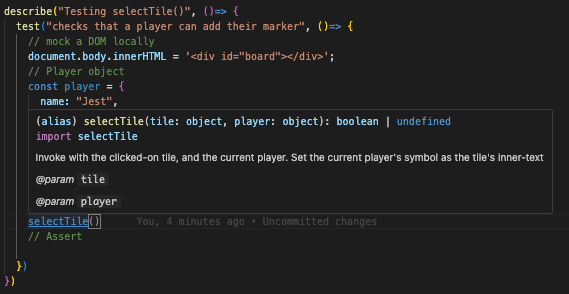 describe("Testing selectTile()", ()=> {
test("checks that a player can add their marker", ()=> {
// mock a DOM locally
document.body.innerHTML = '<div id="board"></div>';
// Player object
const player = {
name: "Jest",
(alias) selectTile(tile: object, player: object): boolean | undefined
import selectTile
Invoke with the clicked-on tile, and the current player. Set the current player's symbol as the tile's inner-text
@param tile
@param player
selectTile() You, 4 minutes ago • Uncommitted changes
// Assert
})
})